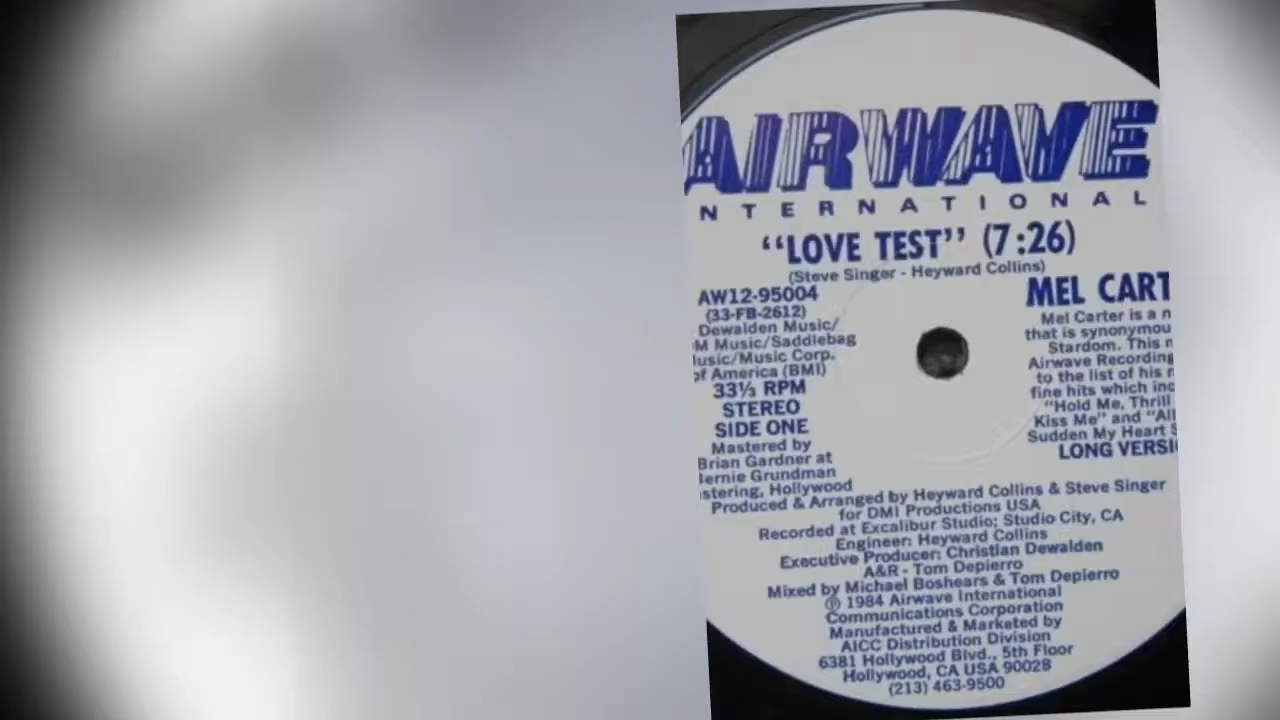 AIRWAVE
NTERNATIONAL
“LOVE TEST” (7:26)
(Steve Singer - Heyward Collins)
AW12-95004
(33-FB-2612)
Dewalden Music/
M Music/Saddlebag
usic/Music Corp.
of America (BMI)
33⅓ RPM
STEREO
SIDE ONE
Mastered by
Brian Gardner at
Bernie Grundman
stering, Hollywood
MEL CART
Mel Carter is a n
that is synonymou
Stardom. This n
Airwave Recording
to the list of his r
fine hits which inc
"Hold Me, Thrill
Kiss Me" and "All
Sudden My Heart S
LONG VERSI
Produced & Arranged by Heyward Collins & Steve Singer
for DMI Productions USA
Recorded at Excalibur Studio; Studio City, CA
Engineer: Heyward Collins
Executive Producer: Christian Dewalden
A&R - Tom Depierro
Mixed by Michael Boshears & Tom Depierro
℗ 1984 Airwave International
Communications Corporation
Manufactured & Marketed by
AICC Distribution Division
6381 Hollywood Blvd., 5th Floor
Hollywood, CA USA 90028
(213) 463-9500